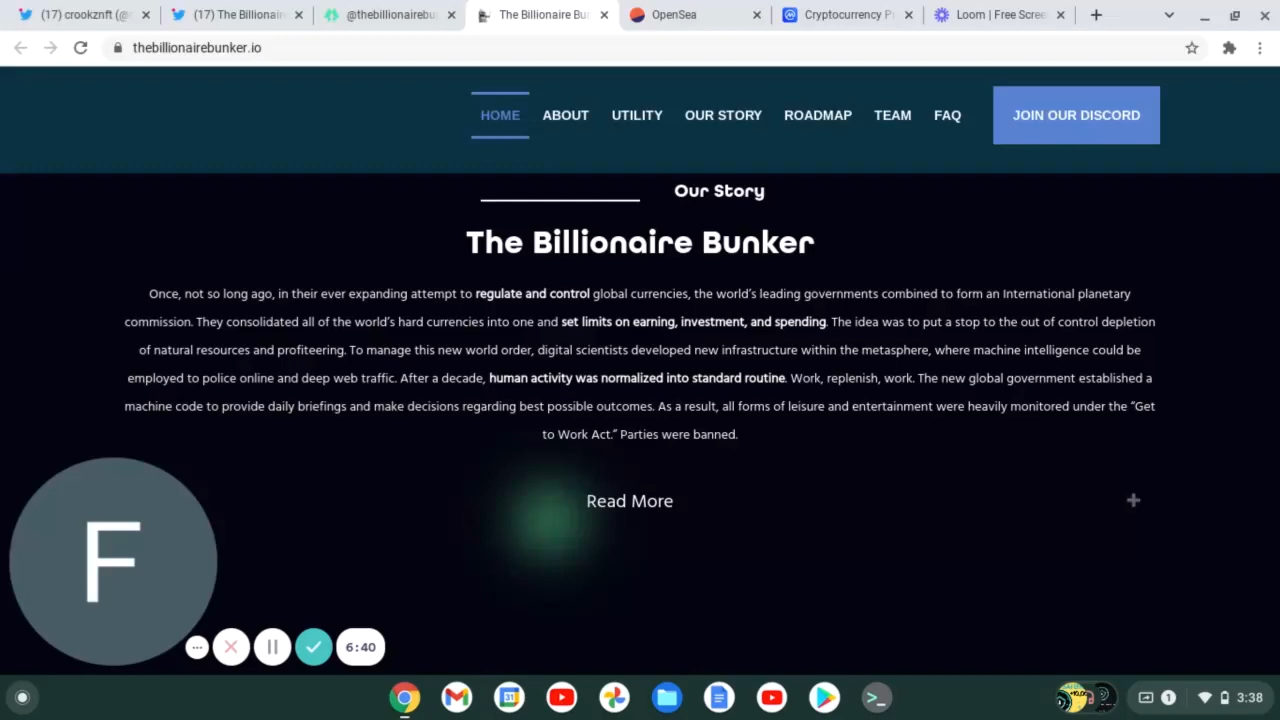 (17) crooknft (@
(17) The Billionair
@thebillionairebu
The Billionaire Bu
OpenSea
Cryptocurrency P
Loom | Free Scree
thebillionairebunker.io
HOME ABOUT UTILITY OUR STORY ROADMAP TEAM FAQ JOIN OUR DISCORD
Our Story
The Billionaire Bunker
Once, not so long ago, in their ever expanding attempt to regulate and control global currencies, the world's leading governments combined to form an International planetary
commission. They consolidated all of the world's hard currencies into one and set limits on earning, investment, and spending. The idea was to put a stop to the out of control depletion
of natural resources and profiteering. To manage this new world order, digital scientists developed new infrastructure within the metasphere, where machine intelligence could be
employed to police online and deep web traffic. After a decade, human activity was normalized into standard routine. Work, replenish, work. The new global government established a
machine code to provide daily briefings and make decisions regarding best possible outcomes. As a result, all forms of leisure and entertainment were heavily monitored under the "Get
to Work Act." Parties were banned.
Read More
F
6:40
31
1
3:38